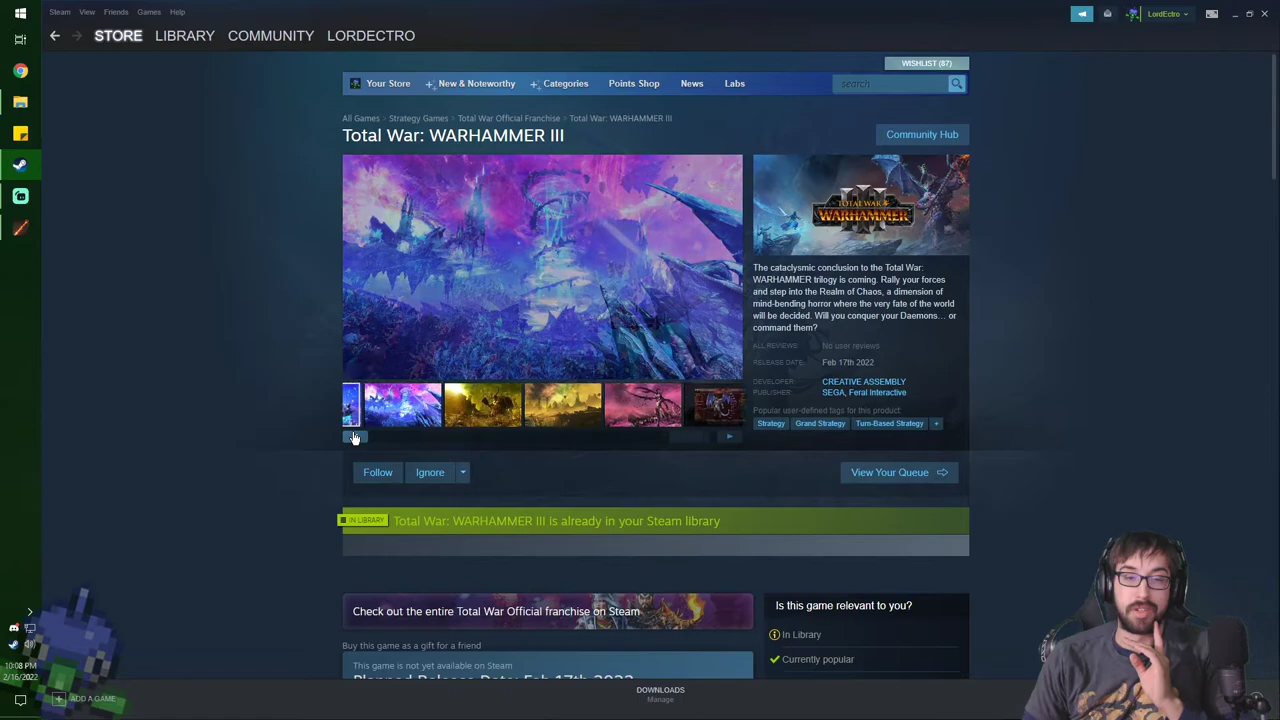 Steam View Friends Games Help
LordEctro
STORE LIBRARY COMMUNITY LORDECTRO
WISHLIST (87)
Your Store New & Noteworthy Categories Points Shop News Labs
search
All Games > Strategy Games > Total War Official Franchise > Total War: WARHAMMER III
Total War: WARHAMMER III
Community Hub
TOTAL WAR
WARHAMMER
III
The cataclysmic conclusion to the Total War:
WARHAMMER trilogy is coming. Rally your forces
and step into the Realm of Chaos, a dimension of
mind-bending horror where the very fate of the world
will be decided. Will you conquer your Daemons… or
command them?
ALL REVIEWS: No user reviews
RELEASE DATE: Feb 17th 2022
DEVELOPER: CREATIVE ASSEMBLY
PUBLISHER: SEGA, Feral Interactive
Popular user-defined tags for this product:
Strategy Grand Strategy Turn-Based Strategy +
Follow Ignore
View Your Queue
IN LIBRARY Total War: WARHAMMER III is already in your Steam library
Check out the entire Total War Official franchise on Steam
Is this game relevant to you?
In Library
Currently popular
Buy this game as a gift for a friend
This game is not yet available on Steam
Planned Release Date: Feb 17th 2022
10:08 PM
2/16/2022
+ ADD A GAME
DOWNLOADS
Manage